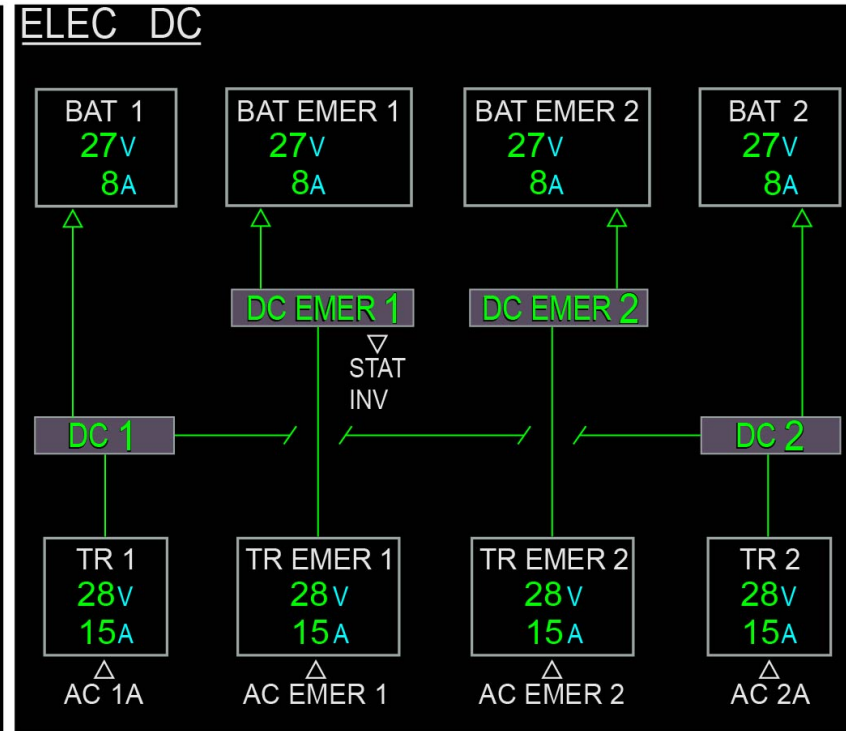 ELEC DC
BAT 1
27V
8A
BAT EMER 1
27V
8A
BAT EMER 2
27V
8A
BAT 2
27V
8A
DC EMER 1
DC EMER 2
STAT
INV
DC 1
DC 2
TR 1
28V
15A
TR EMER 1
28V
15A
TR EMER 2
28V
15A
TR 2
28V
15A
AC 1A
AC EMER 1
AC EMER 2
AC 2A